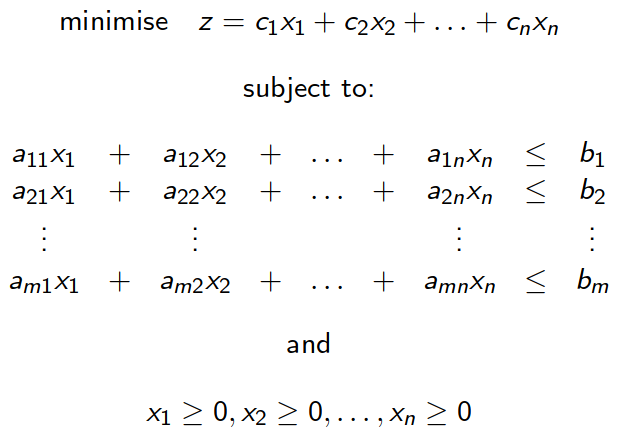 minimise z = c₁x₁ + c₂x₂ + … + cₙxₙ
subject to:
a₁₁x₁ + a₁₂x₂ + … + a₁ₙxₙ ≤ b₁
a₂₁x₁ + a₂₂x₂ + … + a₂ₙxₙ ≤ b₂
⋮ ⋮ ⋮ ⋮
aₘ₁x₁ + aₘ₂x₂ + … + aₘₙxₙ ≤ bₘ
and
x₁ ≥ 0, x₂ ≥ 0, …, xₙ ≥ 0